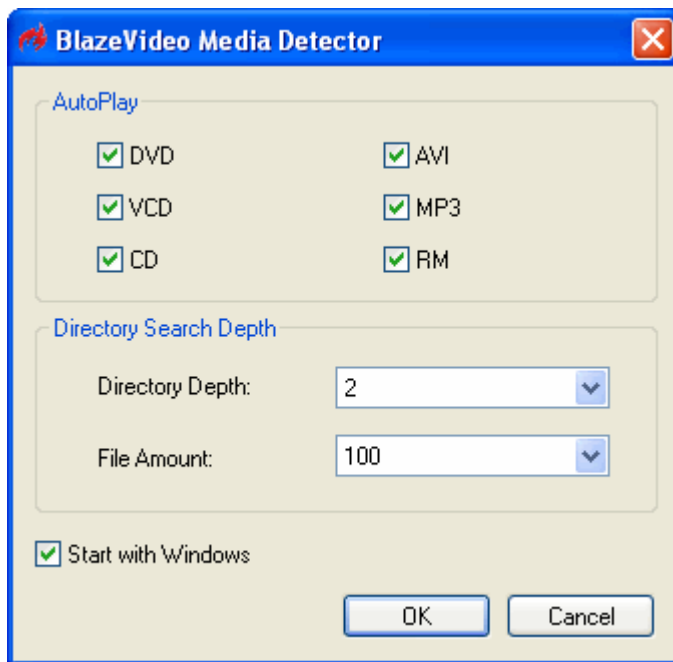 BlazeVideo Media Detector
AutoPlay
DVD AVI
VCD MP3
CD RM
Directory Search Depth
Directory Depth: 2
File Amount: 100
Start with Windows
OK Cancel